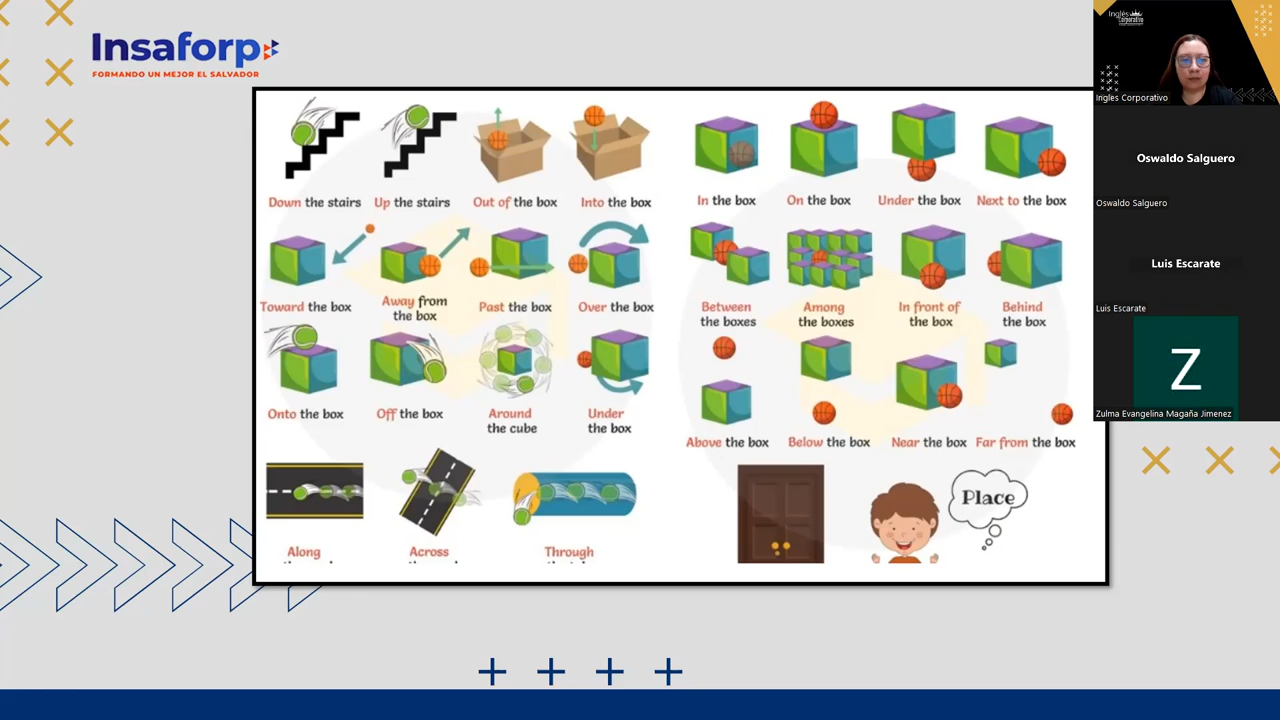 Insaforp
FORMANDO UN MEJOR EL SALVADOR
Down the stairs
Up the stairs
Out of the box
Into the box
Toward the box
Away from
the box
Past the box
Over the box
Onto the box
Off the box
Around
the cube
Under
the box
Along
Across
Through
In the box
On the box
Under the box
Next to the box
Between
the boxes
Among
the boxes
In front of
the box
Behind
the box
Above the box
Below the box
Near the box
Far from the box
Place
Inglés
Corporativo
Ingles Corporativo
Oswaldo Salguero
Oswaldo Salguero
Luis Escarate
Luis Escarate
Z
Zulma Evangelina Magaña Jimenez